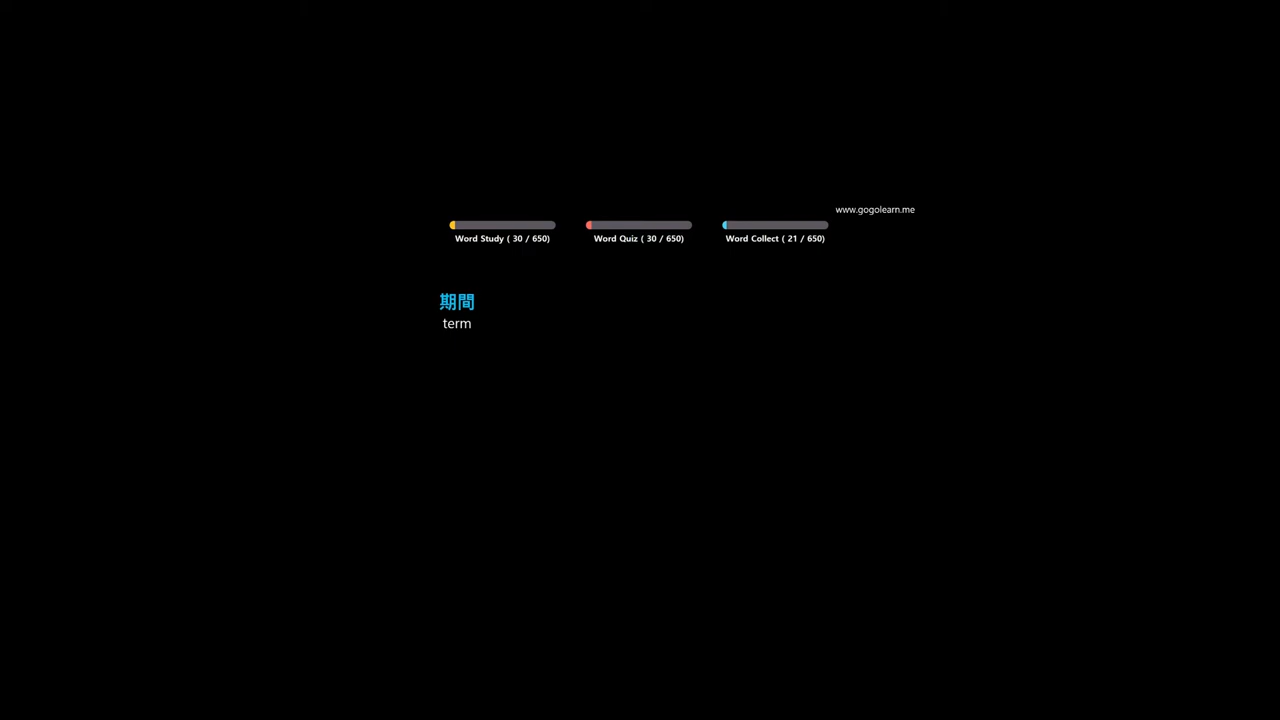 www.gogolearn.me
Word Study ( 30 / 650)
Word Quiz ( 30 / 650)
Word Collect ( 21 / 650)
期間
term